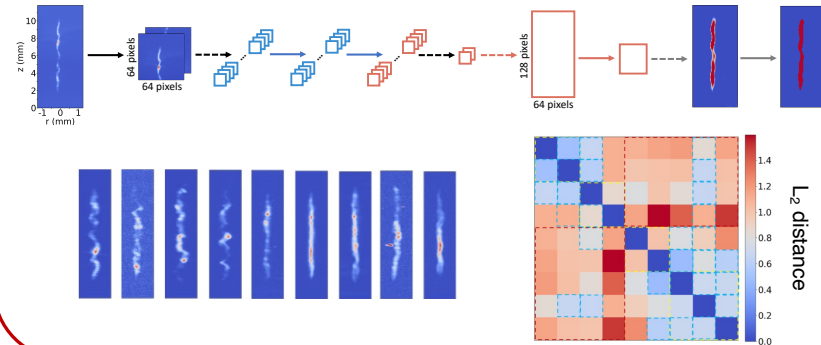 10
8
6
4
2
0
z (mm)
-1 0 1
r (mm)
64 pixels
64 pixels
128 pixels
64 pixels
1.4
1.2
1.0
0.8
0.6
0.4
0.2
0.0
L₂ distance